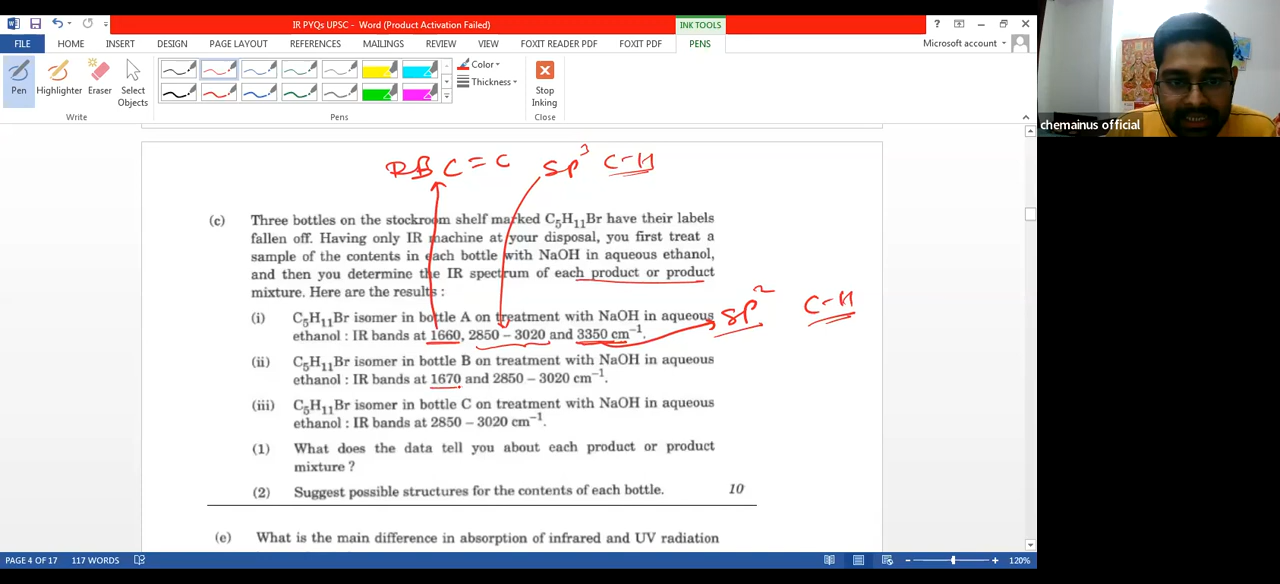 IR PYQs UPSC - Word (Product Activation Failed)
INK TOOLS
FILE HOME INSERT DESIGN PAGE LAYOUT REFERENCES MAILINGS REVIEW VIEW FOXIT READER PDF FOXIT PDF PENS Microsoft account
Pen Highlighter Eraser Select Objects
Color
Thickness
Stop Inking
Write Pens Close
chemainus official
DB C=C sp³ C-H
(c) Three bottles on the stockroom shelf marked C₅H₁₁Br have their labels
fallen off. Having only IR machine at your disposal, you first treat a
sample of the contents in each bottle with NaOH in aqueous ethanol,
and then you determine the IR spectrum of each product or product
mixture. Here are the results :
sp² C-H
(i) C₅H₁₁Br isomer in bottle A on treatment with NaOH in aqueous
ethanol : IR bands at 1660, 2850 – 3020 and 3350 cm⁻¹.
(ii) C₅H₁₁Br isomer in bottle B on treatment with NaOH in aqueous
ethanol : IR bands at 1670 and 2850 – 3020 cm⁻¹.
(iii) C₅H₁₁Br isomer in bottle C on treatment with NaOH in aqueous
ethanol : IR bands at 2850 – 3020 cm⁻¹.
(1) What does the data tell you about each product or product
mixture ?
(2) Suggest possible structures for the contents of each bottle. 10
(e) What is the main difference in absorption of infrared and UV radiation
PAGE 4 OF 17 117 WORDS 120%